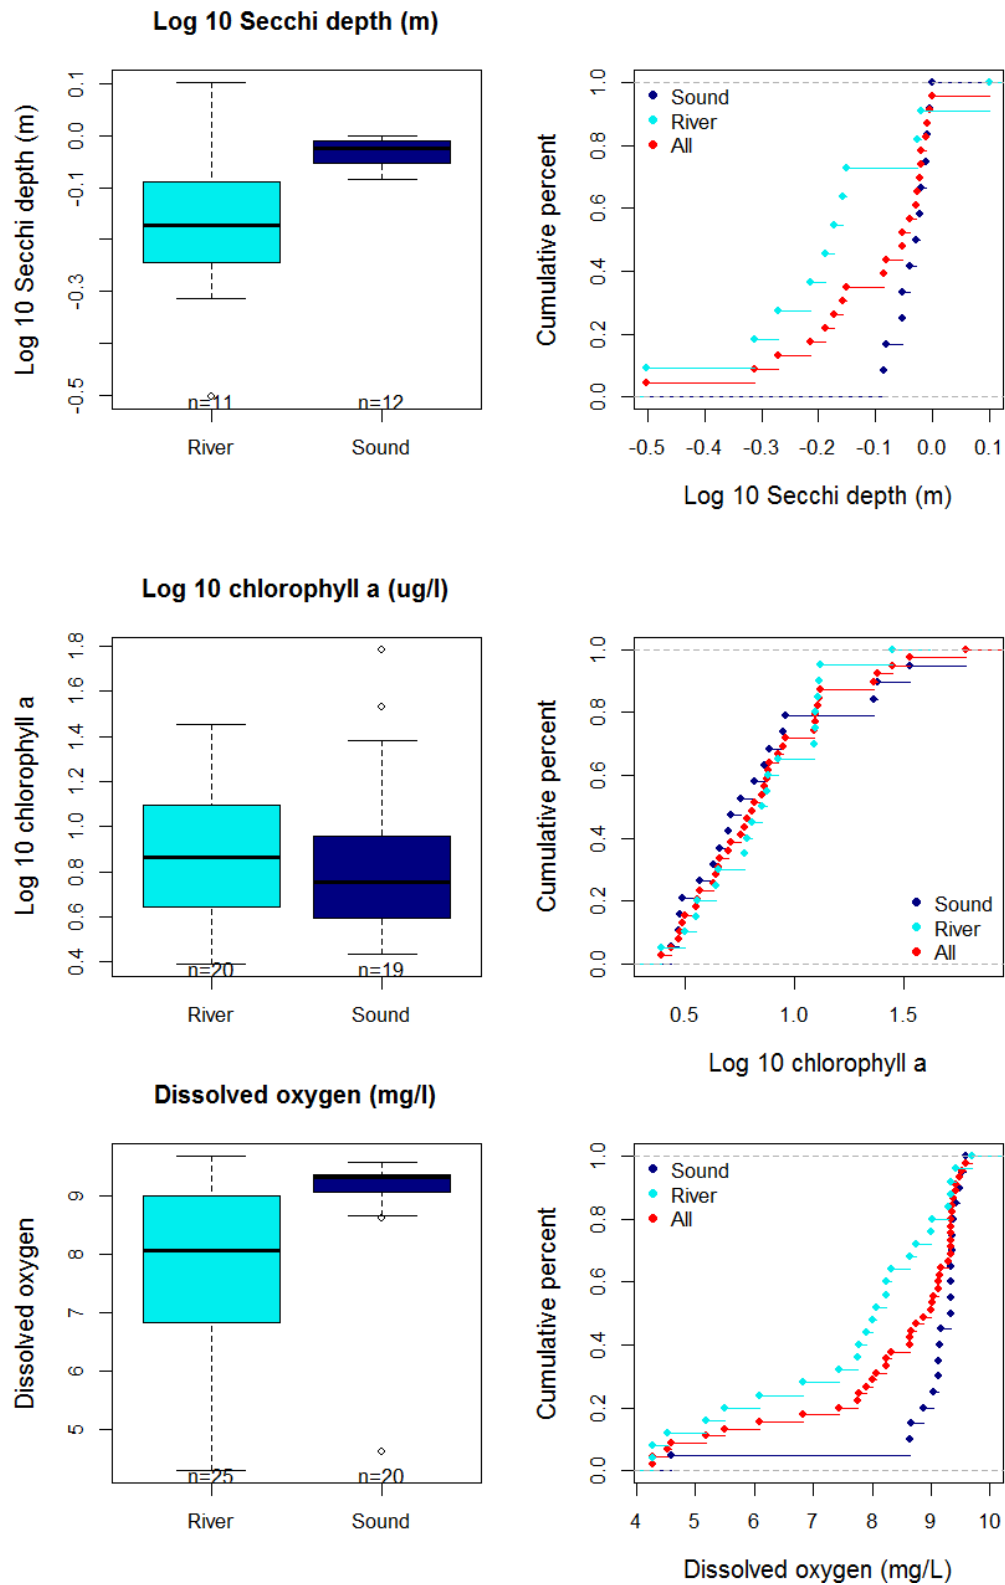 Log 10 Secchi depth (m)
Log 10 Secchi depth (m)
0.1
0.0
-0.1
-0.3
-0.5
n=11
n=12
River
Sound
Cumulative percent
1.0
0.8
0.6
0.4
0.2
0.0
Sound
River
All
-0.5
-0.4
-0.3
-0.2
-0.1
0.0
0.1
Log 10 Secchi depth (m)
Log 10 chlorophyll a (ug/l)
Log 10 chlorophyll a
1.8
1.6
1.4
1.2
1.0
0.8
0.6
0.4
n=20
n=19
River
Sound
Cumulative percent
1.0
0.8
0.6
0.4
0.2
0.0
Sound
River
All
0.5
1.0
1.5
Log 10 chlorophyll a
Dissolved oxygen (mg/l)
Dissolved oxygen
9
8
7
6
5
n=25
n=20
River
Sound
Cumulative percent
1.0
0.8
0.6
0.4
0.2
0.0
Sound
River
All
4
5
6
7
8
9
10
Dissolved oxygen (mg/L)